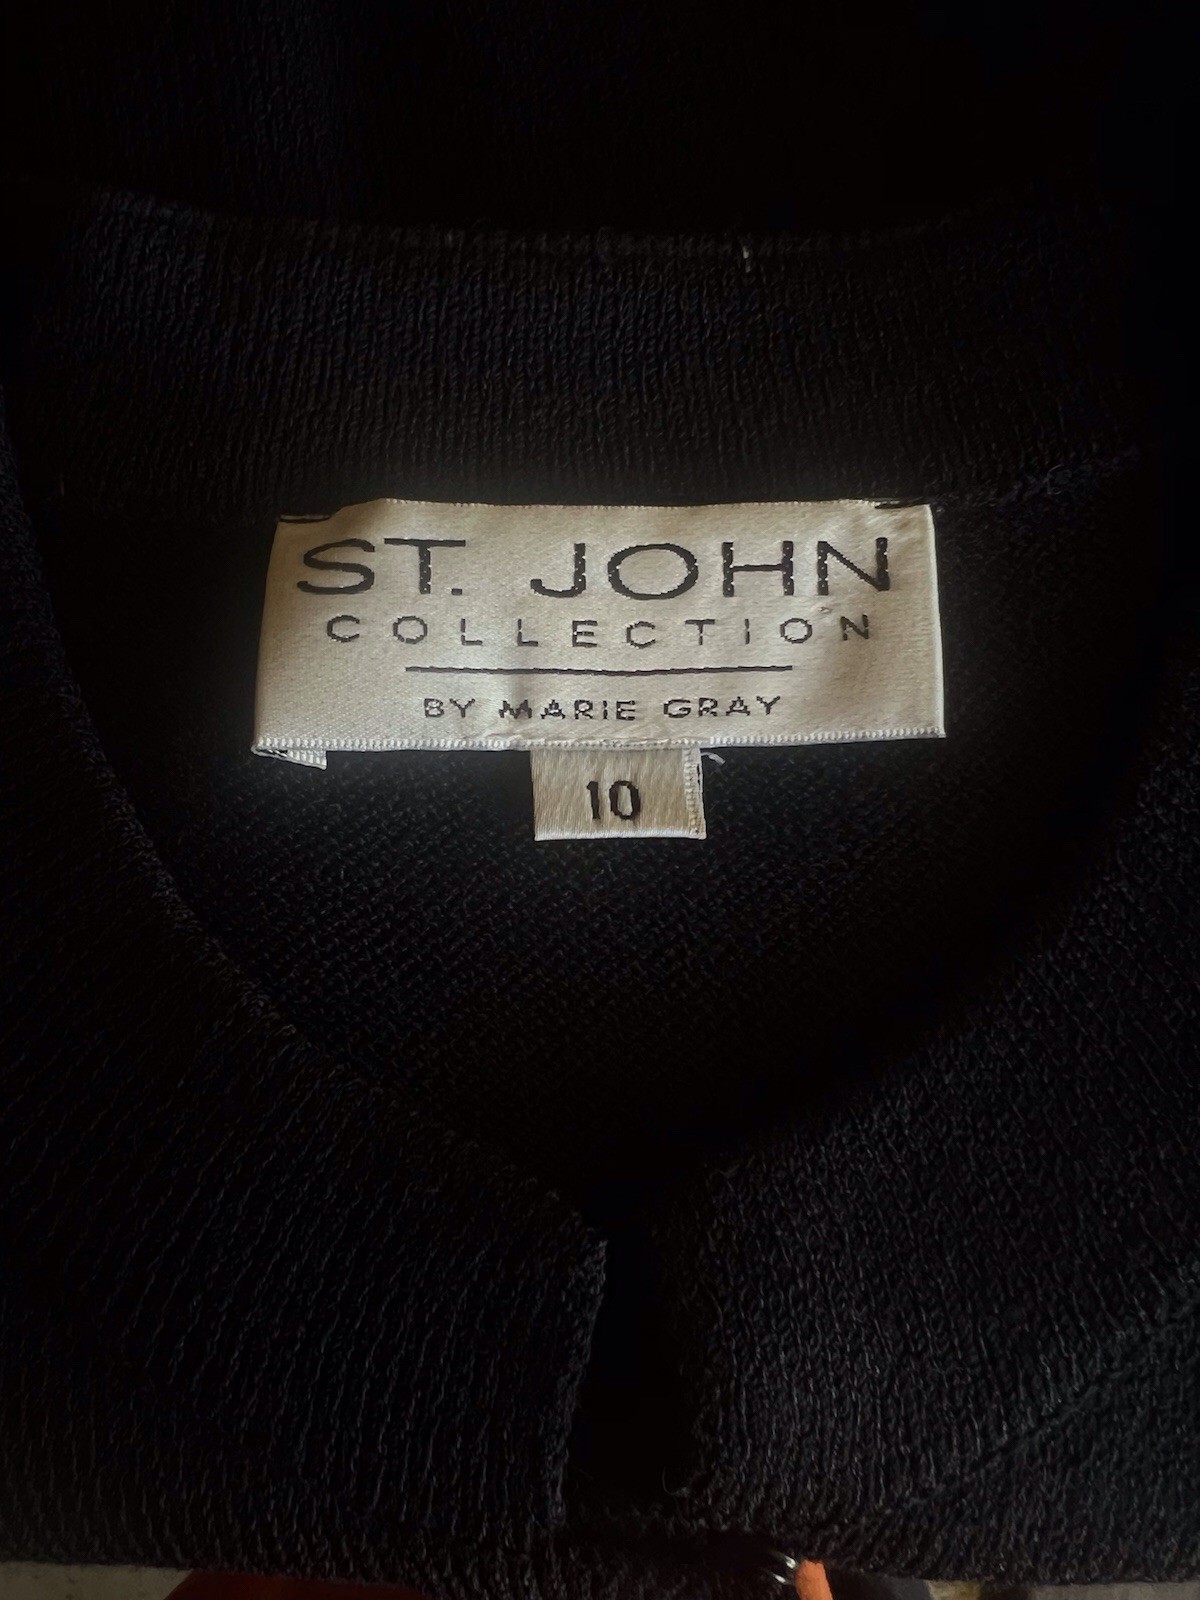 ST. JOHN
COLLECTION
BY MARIE GRAY
10